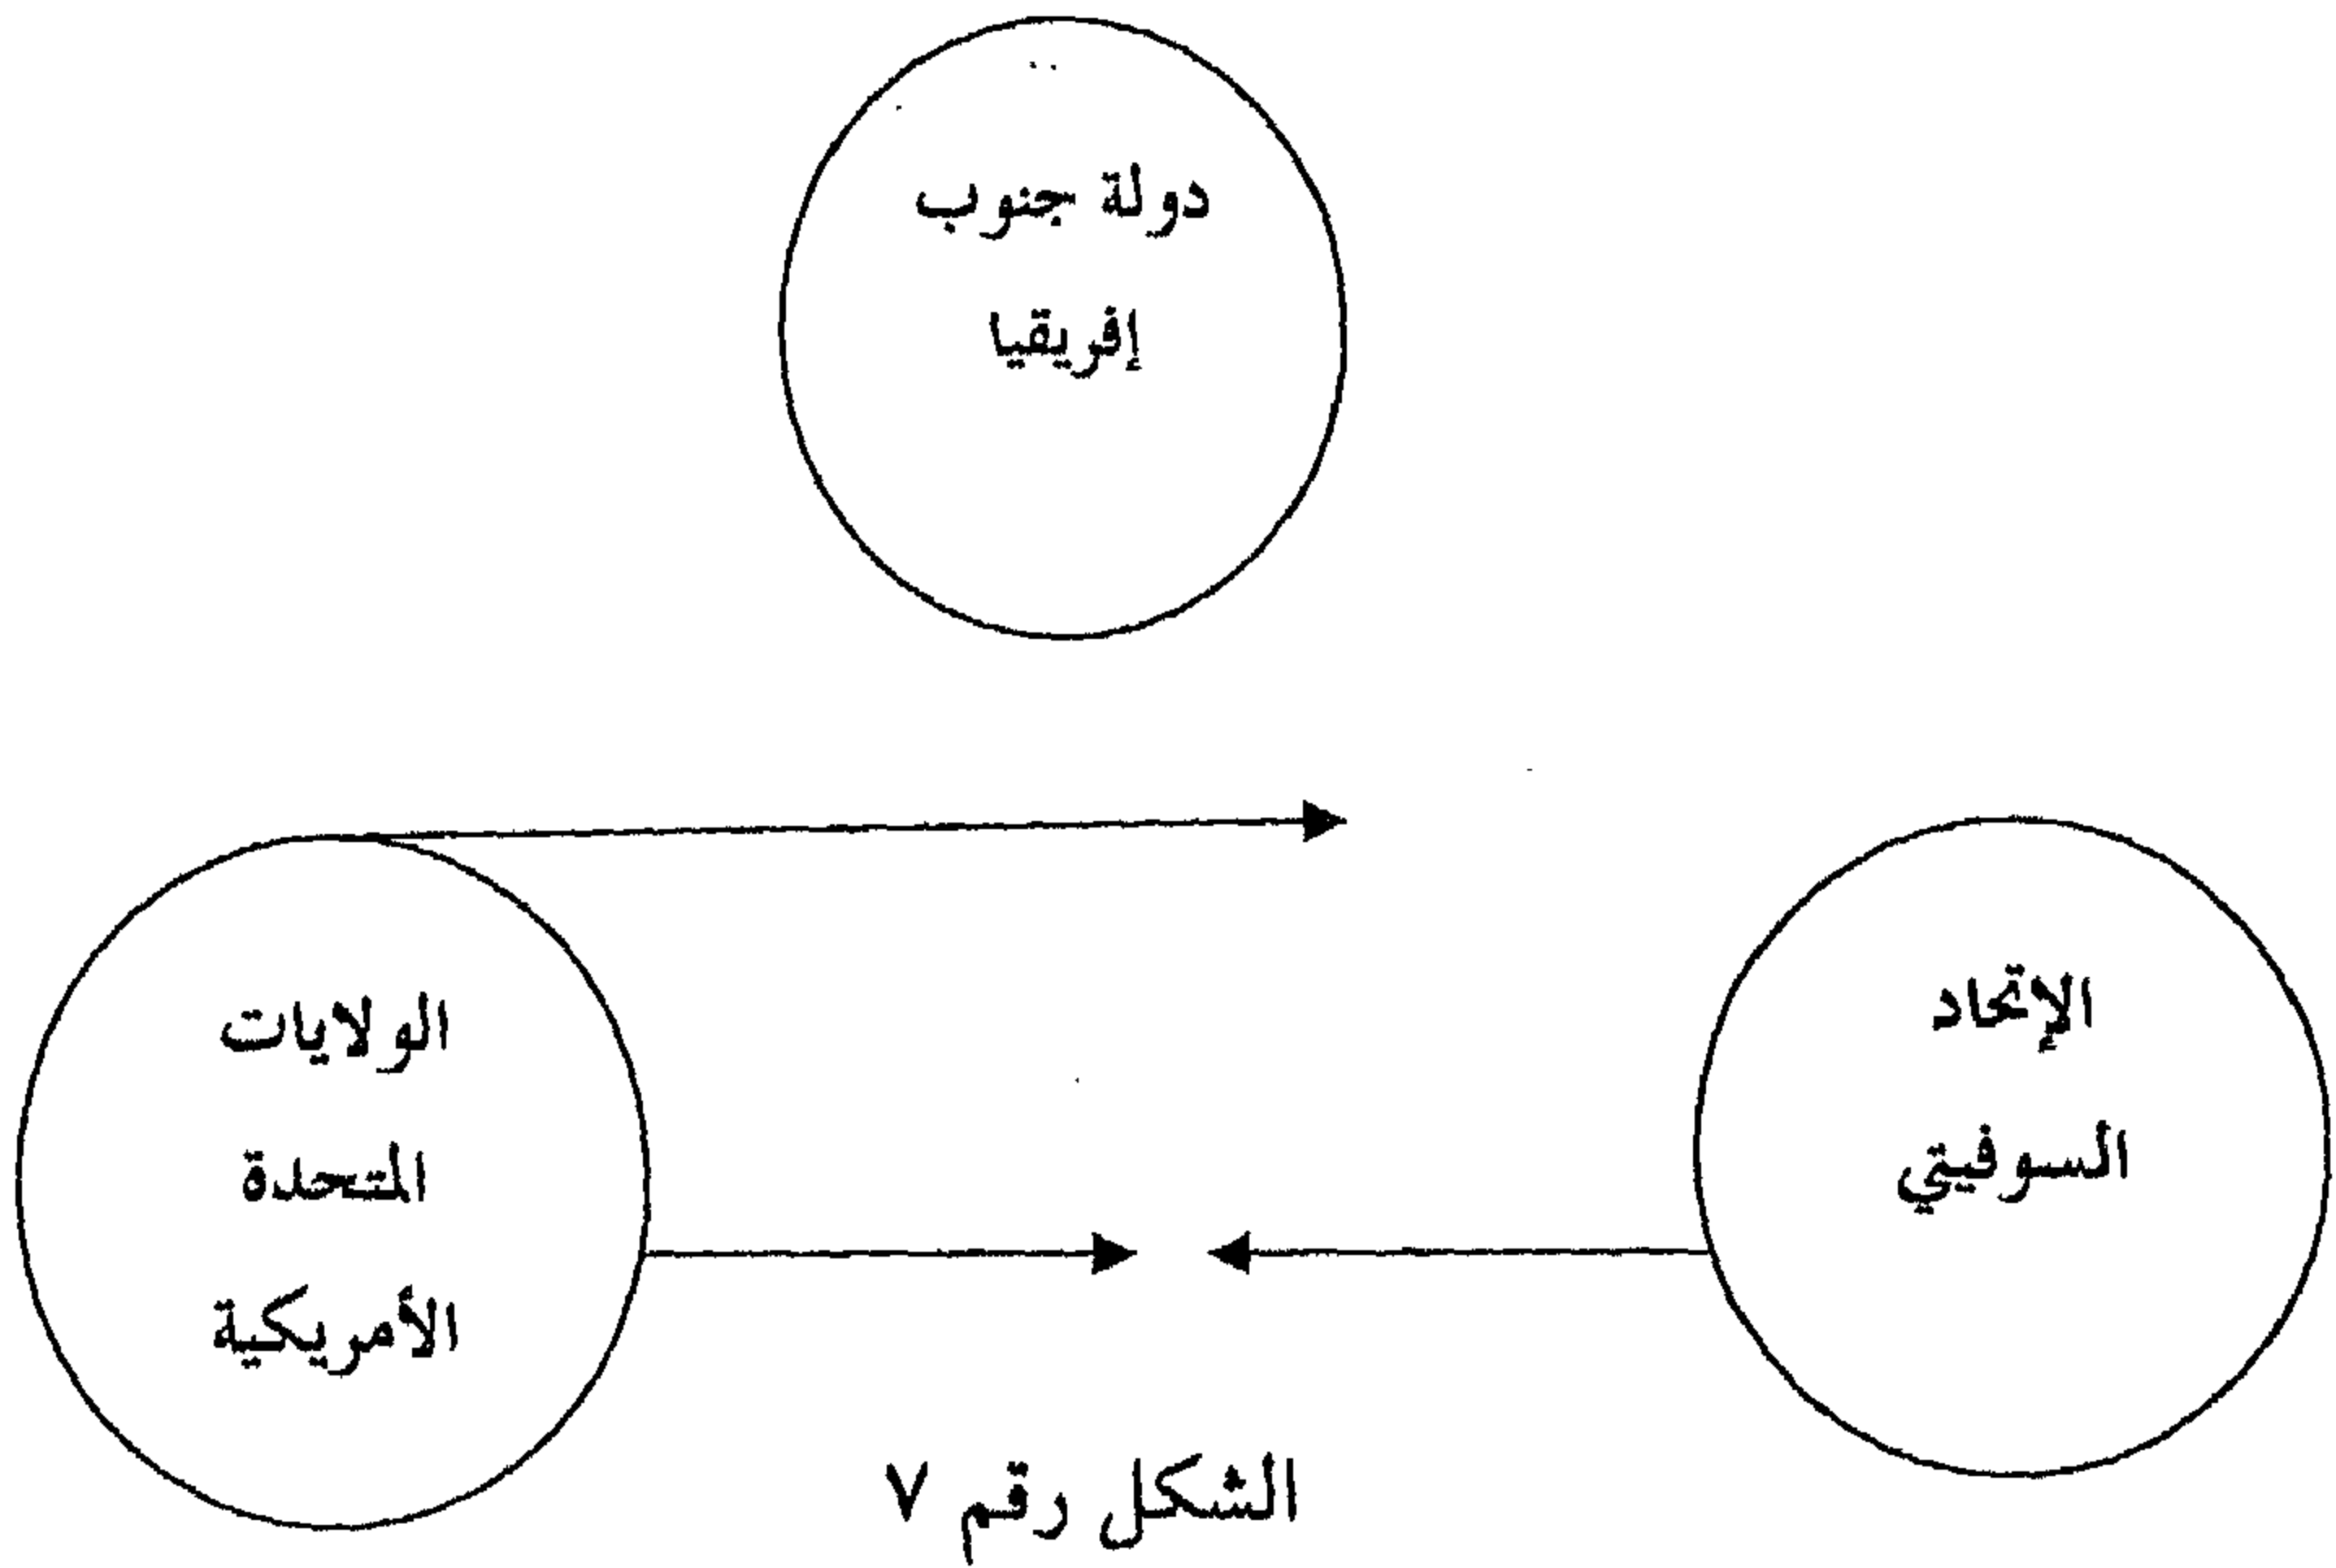 دولة جنوب
إفريقيا
الإتحاد
السوفيتي
الولايات
المتحدة
الأمريكية
الشكل رقم ٧